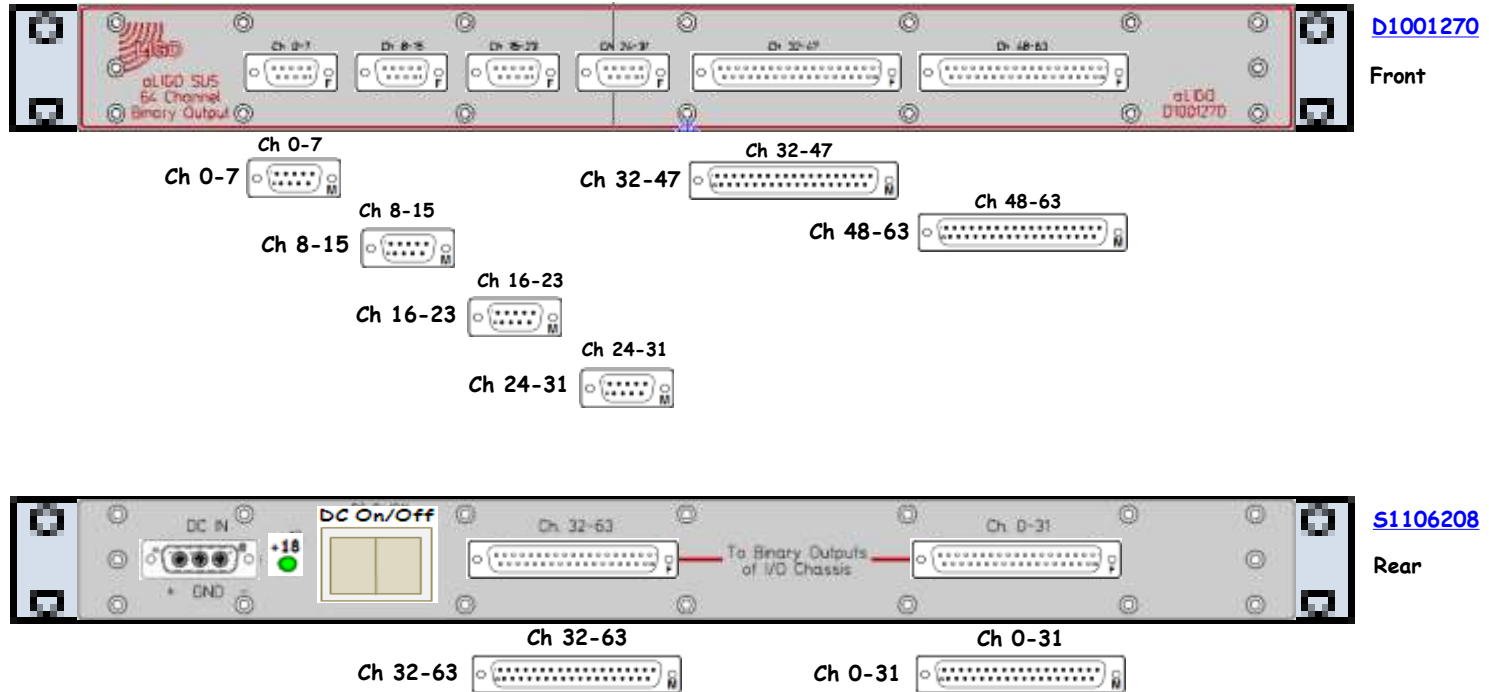 Ch 0-7
Ch 8-15
Ch 16-23
Ch 24-31
Ch 32-47
Ch 48-63
D1001270
Front
LIGO
aLIGO SUS
64 Channel
Binary Output
aLIGO
D1001270
F
F
F
F
F
F
Ch 0-7
Ch 0-7
M
Ch 32-47
Ch 32-47
M
Ch 8-15
Ch 8-15
M
Ch 48-63
Ch 48-63
M
Ch 16-23
Ch 16-23
M
Ch 24-31
Ch 24-31
M
DC IN
+ GND -
+18
DC On/Off
Ch. 32-63
F
To Binary Outputs
of I/O Chassis
Ch. 0-31
F
S1106208
Rear
Ch 32-63
Ch 32-63
M
Ch 0-31
Ch 0-31
M